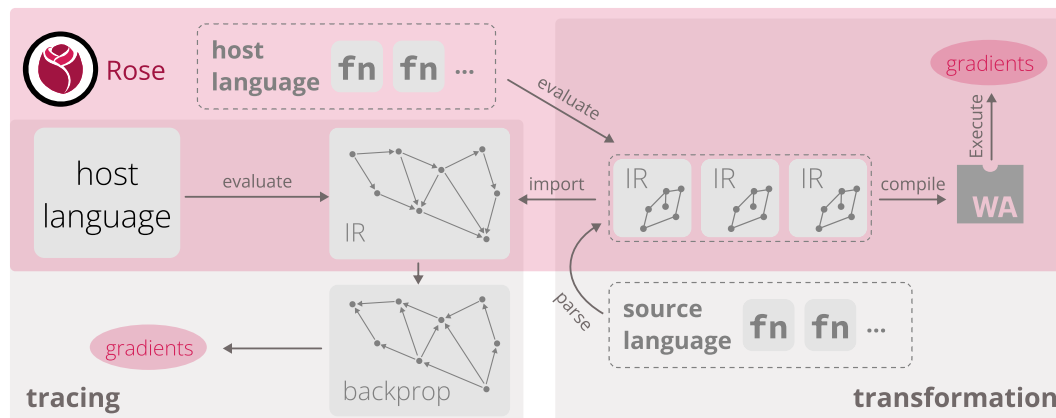 Rose
host
language
fn fn ...
evaluate
gradients
Execute
host
language
evaluate
IR
import
IR IR IR
compile
WA
parse
source
language
fn fn ...
backprop
gradients
tracing
transformation